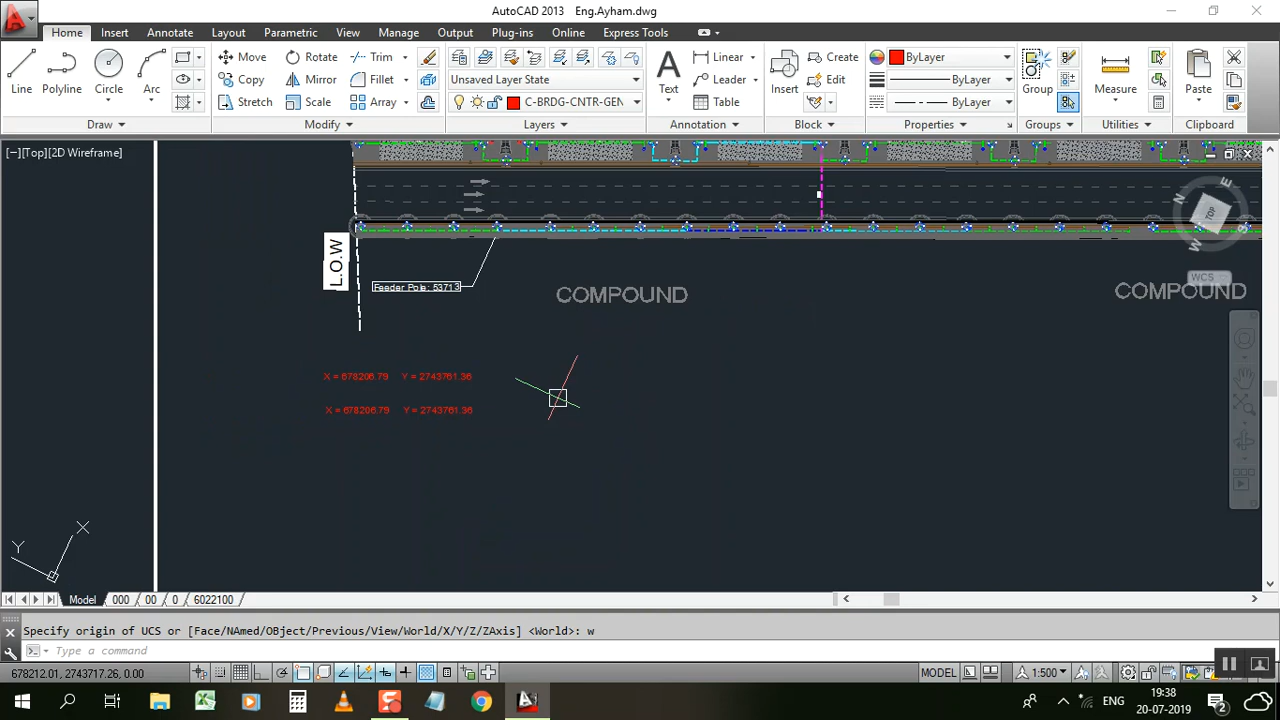 AutoCAD 2013 Eng.Ayham.dwg
Home Insert Annotate Layout Parametric View Manage Output Plug-ins Online Express Tools
Line Polyline Circle Arc
Move Rotate Trim
Copy Mirror Fillet
Stretch Scale Array
Unsaved Layer State
C-BRDG-CNTR-GEN
Text Linear
Leader
Table
Insert Create
Edit
ByLayer
ByLayer
ByLayer
Group Measure Paste
Draw Modify Layers Annotation Block Properties Groups Utilities Clipboard
[−][Top][2D Wireframe]
N E TOP W S
WCS
L.O.W
Feeder Pole: 53713
COMPOUND COMPOUND
X = 678206.79 Y = 2743761.36
X = 678206.79 Y = 2743761.36
X
Y
Model 000 00 0 6022100
Specify origin of UCS or [Face/NAmed/OBject/Previous/View/World/X/Y/Z/ZAxis] <World>: w
Type a command
678212.01, 2743717.26, 0.00 MODEL 1:500
ENG 19:38
20-07-2019 2